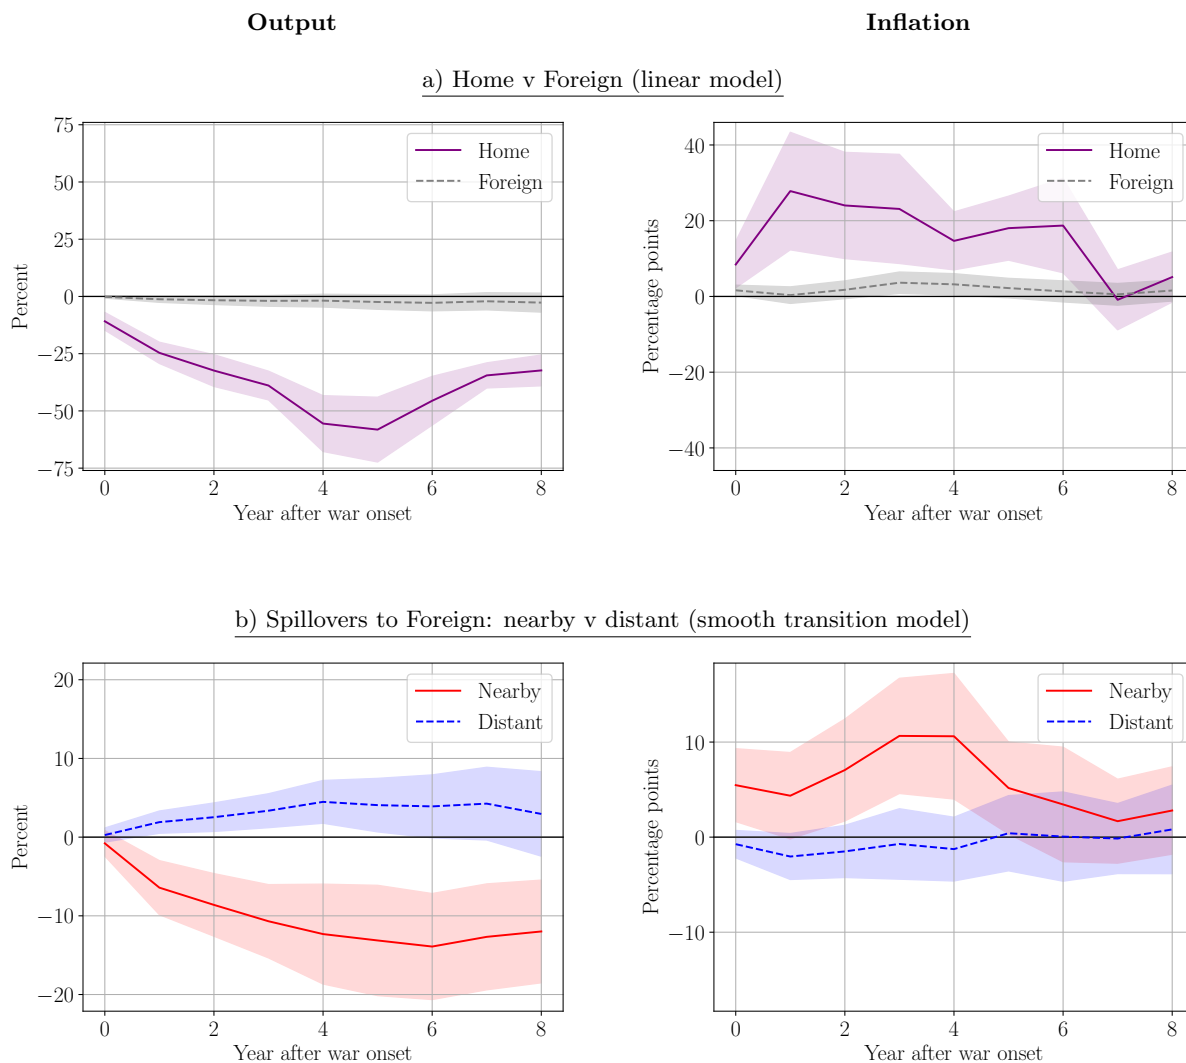 Output
Inflation
a) Home v Foreign (linear model)
75
50
25
0
−25
−50
−75
Percent
0 2 4 6 8
Year after war onset
Home
Foreign
40
20
0
−20
−40
Percentage points
0 2 4 6 8
Year after war onset
Home
Foreign
b) Spillovers to Foreign: nearby v distant (smooth transition model)
20
10
0
−10
−20
Percent
0 2 4 6 8
Year after war onset
Nearby
Distant
10
0
−10
Percentage points
0 2 4 6 8
Year after war onset
Nearby
Distant